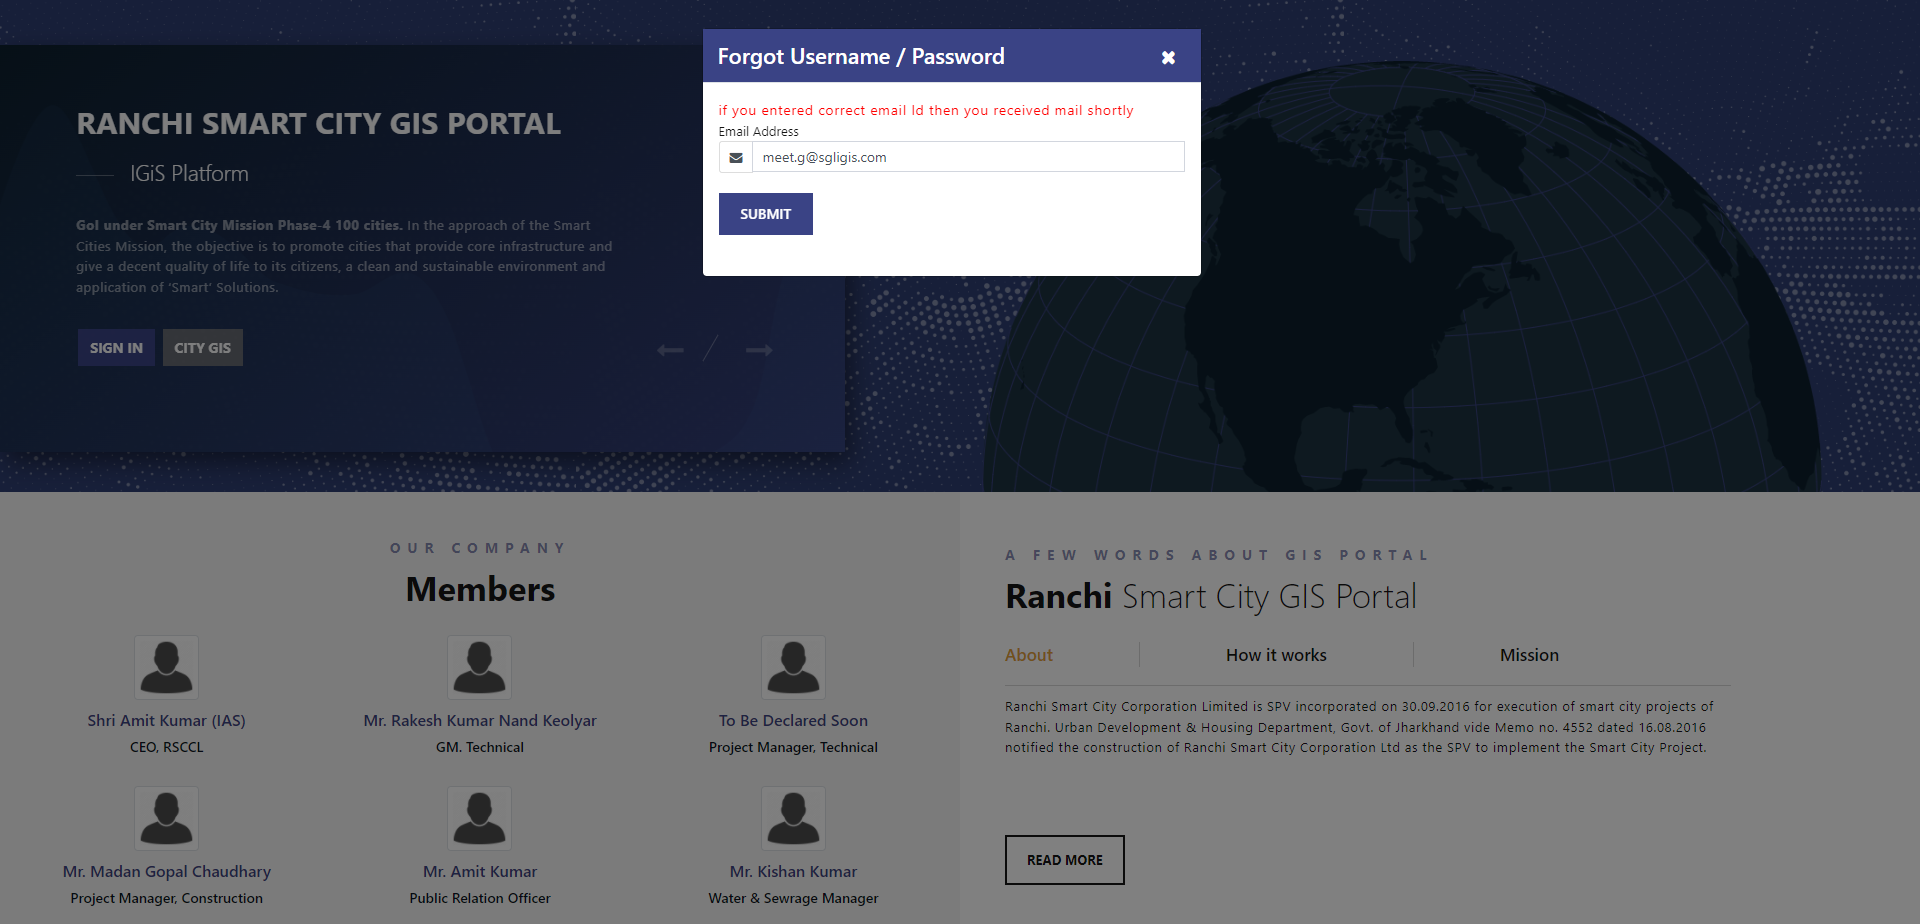 Forgot Username / Password
if you entered correct email Id then you received mail shortly
Email Address
meet.g@sgligis.com
SUBMIT
RANCHI SMART CITY GIS PORTAL
IGiS Platform
GoI under Smart City Mission Phase-4 100 cities. In the approach of the Smart
Cities Mission, the objective is to promote cities that provide core infrastructure and
give a decent quality of life to its citizens, a clean and sustainable environment and
application of ‘Smart’ Solutions.
SIGN IN
CITY GIS
OUR COMPANY
Members
Shri Amit Kumar (IAS)
CEO, RSCCL
Mr. Rakesh Kumar Nand Keolyar
GM. Technical
To Be Declared Soon
Project Manager, Technical
Mr. Madan Gopal Chaudhary
Project Manager, Construction
Mr. Amit Kumar
Public Relation Officer
Mr. Kishan Kumar
Water & Sewrage Manager
A FEW WORDS ABOUT GIS PORTAL
Ranchi Smart City GIS Portal
About
How it works
Mission
Ranchi Smart City Corporation Limited is SPV incorporated on 30.09.2016 for execution of smart city projects of
Ranchi. Urban Development & Housing Department, Govt. of Jharkhand vide Memo no. 4552 dated 16.08.2016
notified the construction of Ranchi Smart City Corporation Ltd as the SPV to implement the Smart City Project.
READ MORE